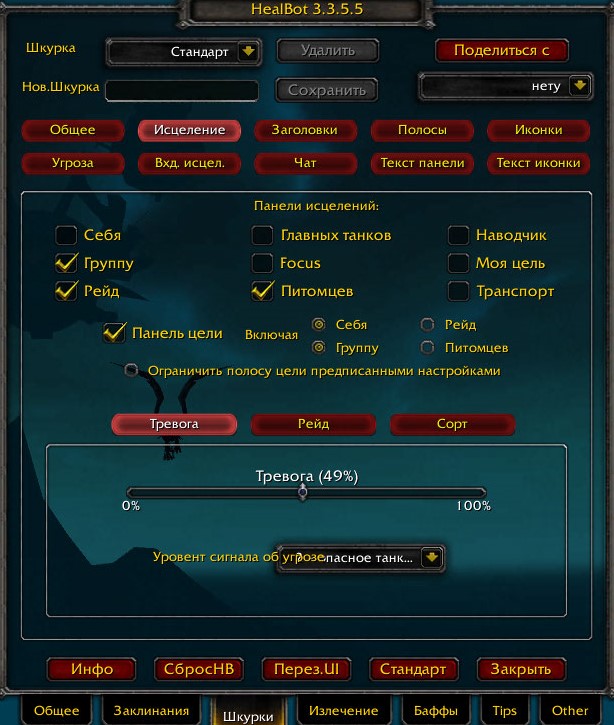 HealBot 3.3.5.5
Шкурка Стандарт Удалить Поделиться с
Нов.Шкурка Сохранить нету
Общее Исцеление Заголовки Полосы Иконки
Угроза Вхд. исцел. Чат Текст панели Текст иконки
Панели исцелений:
Себя Главных танков Наводчик
Группу Focus Моя цель
Рейд Питомцев Транспорт
Панель цели Включая Себя Рейд
Группу Питомцев
Ограничить полосу цели предписанными настройками
Тревога Рейд Сорт
Тревога (49%)
0% 100%
Уровент сигнала об угрозе танк...
Инфо СбросHB Перез.UI Стандарт Закрыть
Общее Заклинания Шкурки Излечение Баффы Tips Other